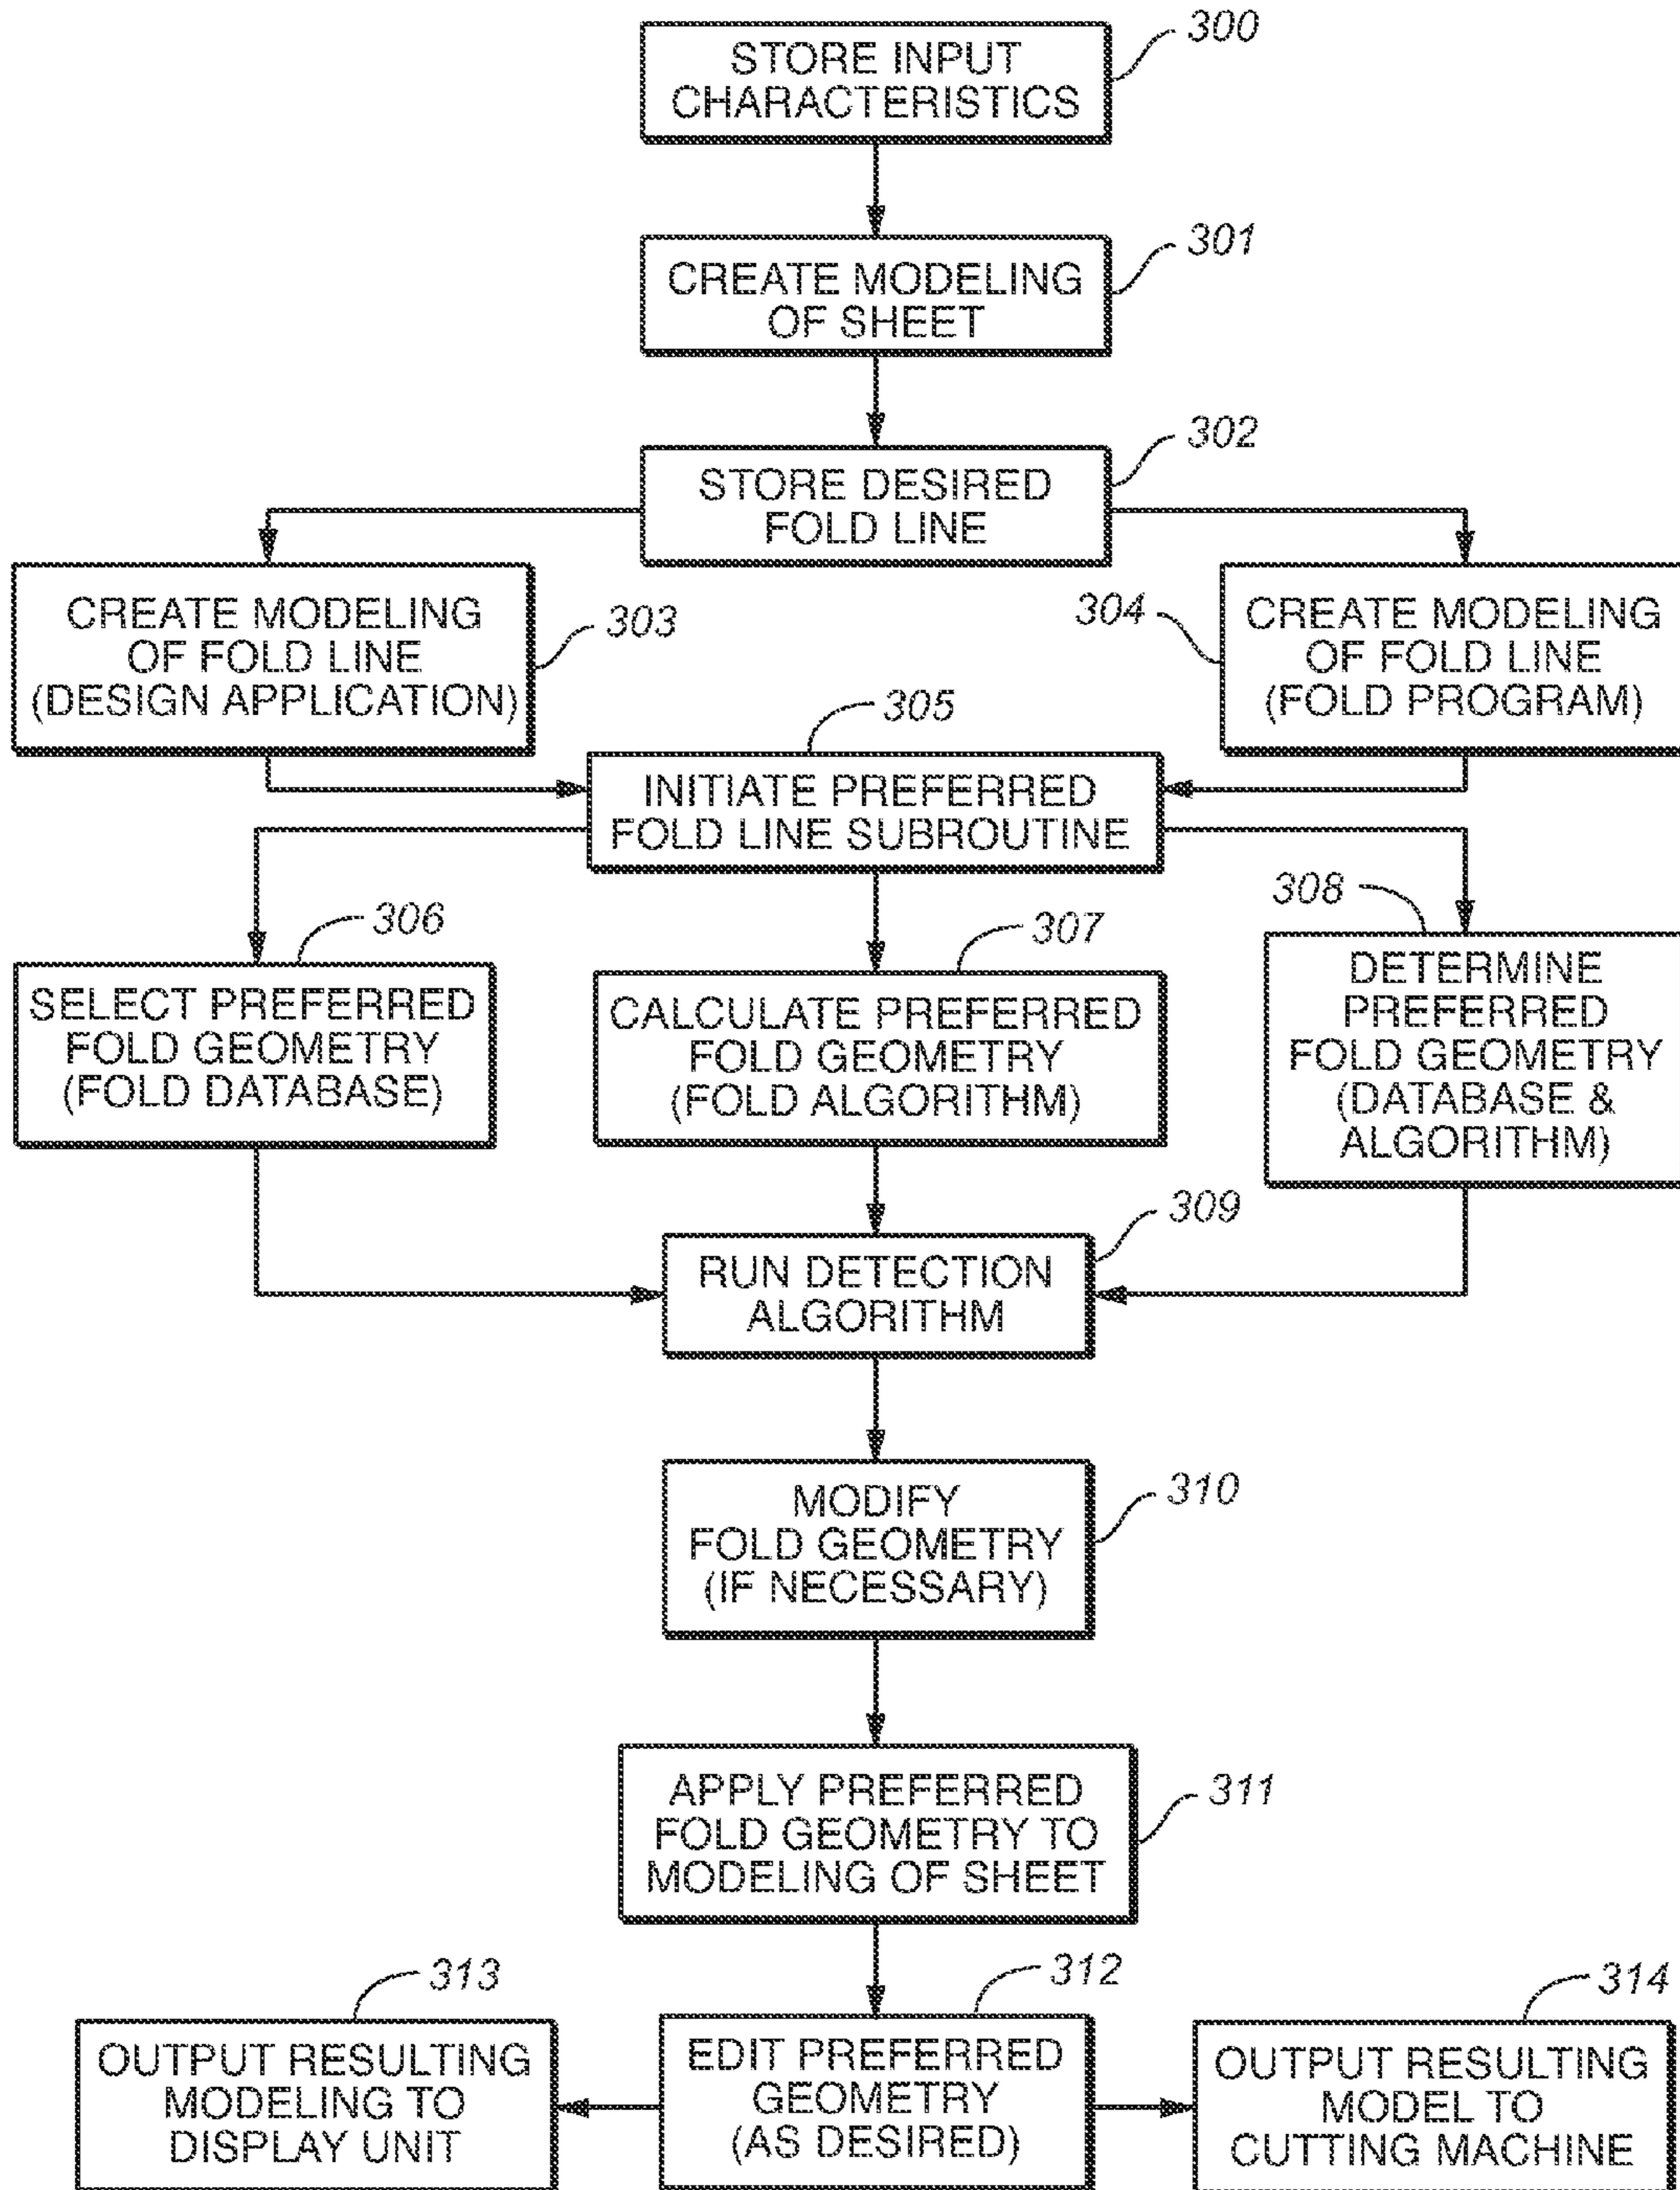 300
STORE INPUT
CHARACTERISTICS
301
CREATE MODELING
OF SHEET
302
STORE DESIRED
FOLD LINE
CREATE MODELING
OF FOLD LINE
(DESIGN APPLICATION)
303
304
CREATE MODELING
OF FOLD LINE
(FOLD PROGRAM)
305
INITIATE PREFERRED
FOLD LINE SUBROUTINE
306
SELECT PREFERRED
FOLD GEOMETRY
(FOLD DATABASE)
307
CALCULATE PREFERRED
FOLD GEOMETRY
(FOLD ALGORITHM)
308
DETERMINE
PREFERRED
FOLD GEOMETRY
(DATABASE &
ALGORITHM)
309
RUN DETECTION
ALGORITHM
310
MODIFY
FOLD GEOMETRY
(IF NECESSARY)
311
APPLY PREFERRED
FOLD GEOMETRY TO
MODELING OF SHEET
313
OUTPUT RESULTING
MODELING TO
DISPLAY UNIT
312
EDIT PREFERRED
GEOMETRY
(AS DESIRED)
314
OUTPUT RESULTING
MODEL TO
CUTTING MACHINE